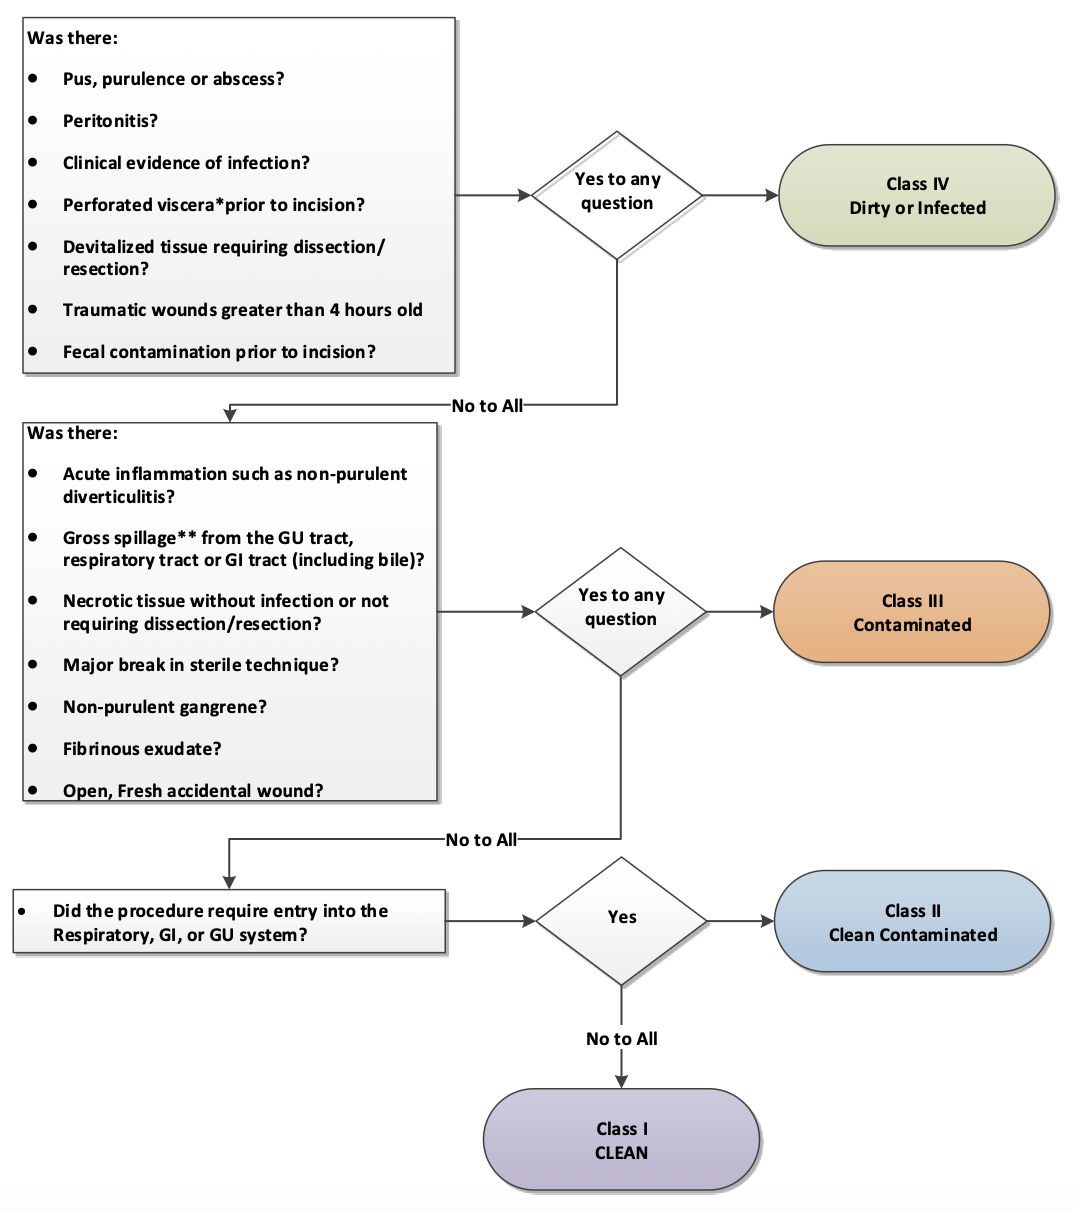 Was there:
• Pus, purulence or abscess?
• Peritonitis?
• Clinical evidence of infection?
• Perforated viscera*prior to incision?
• Devitalized tissue requiring dissection/
resection?
• Traumatic wounds greater than 4 hours old
• Fecal contamination prior to incision?
Yes to any
question
Class IV
Dirty or Infected
No to All
Was there:
• Acute inflammation such as non-purulent
diverticulitis?
• Gross spillage** from the GU tract,
respiratory tract or GI tract (including bile)?
• Necrotic tissue without infection or not
requiring dissection/resection?
• Major break in sterile technique?
• Non-purulent gangrene?
• Fibrinous exudate?
• Open, Fresh accidental wound?
Yes to any
question
Class III
Contaminated
No to All
• Did the procedure require entry into the
Respiratory, GI, or GU system?
Yes
Class II
Clean Contaminated
No to All
Class I
CLEAN